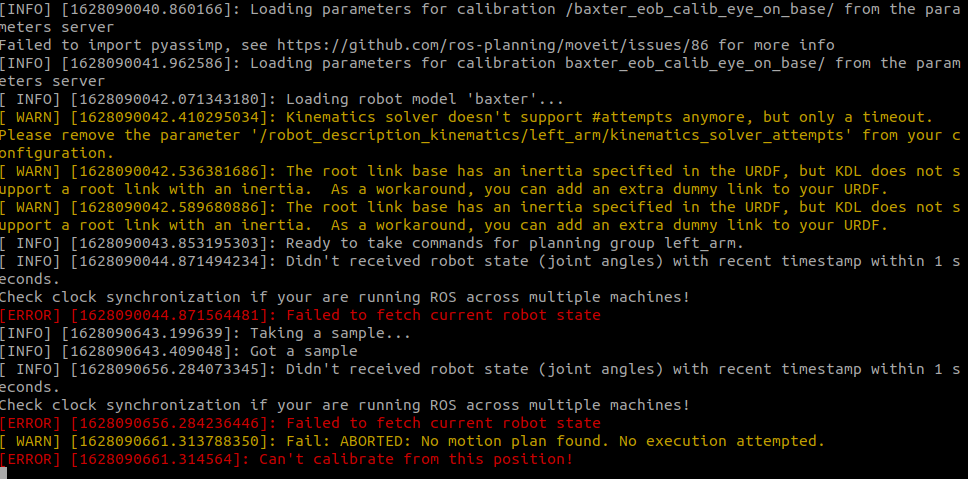 [INFO] [1628090040.860166]: Loading parameters for calibration /baxter_eob_calib_eye_on_base/ from the para
meters server
Failed to import pyassimp, see https://github.com/ros-planning/moveit/issues/86 for more info
[INFO] [1628090041.962586]: Loading parameters for calibration baxter_eob_calib_eye_on_base/ from the param
eters server
[ INFO] [1628090042.071343180]: Loading robot model 'baxter'...
[ WARN] [1628090042.410295034]: Kinematics solver doesn't support #attempts anymore, but only a timeout.
Please remove the parameter '/robot_description_kinematics/left_arm/kinematics_solver_attempts' from your c
onfiguration.
[ WARN] [1628090042.536381686]: The root link base has an inertia specified in the URDF, but KDL does not s
upport a root link with an inertia.  As a workaround, you can add an extra dummy link to your URDF.
[ WARN] [1628090042.589680886]: The root link base has an inertia specified in the URDF, but KDL does not s
upport a root link with an inertia.  As a workaround, you can add an extra dummy link to your URDF.
[ INFO] [1628090043.853195303]: Ready to take commands for planning group left_arm.
[ INFO] [1628090044.871494234]: Didn't received robot state (joint angles) with recent timestamp within 1 s
econds.
Check clock synchronization if your are running ROS across multiple machines!
[ERROR] [1628090044.871564481]: Failed to fetch current robot state
[INFO] [1628090643.199639]: Taking a sample...
[INFO] [1628090643.409048]: Got a sample
[ INFO] [1628090656.284073345]: Didn't received robot state (joint angles) with recent timestamp within 1 s
econds.
Check clock synchronization if your are running ROS across multiple machines!
[ERROR] [1628090656.284236446]: Failed to fetch current robot state
[ WARN] [1628090661.313788350]: Fail: ABORTED: No motion plan found. No execution attempted.
[ERROR] [1628090661.314564]: Can't calibrate from this position!